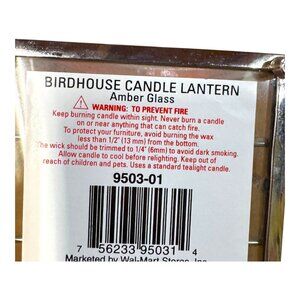 BIRDHOUSE CANDLE LANTERN
Amber Glass
WARNING: TO PREVENT FIRE
Keep burning candle within sight. Never burn a candle
on or near anything that can catch fire.
To protect your furniture, avoid burning the wax
less than 1/2" (13 mm) from the bottom.
The wick should be trimmed to 1/4" (6mm) to avoid dark smoking.
Allow candle to cool before relighting. Keep out of
reach of children and pets. Uses a standard tealight candle.
9503-01
7 56233 95031 4
Marketed by Wal-Mart Stores, Inc.